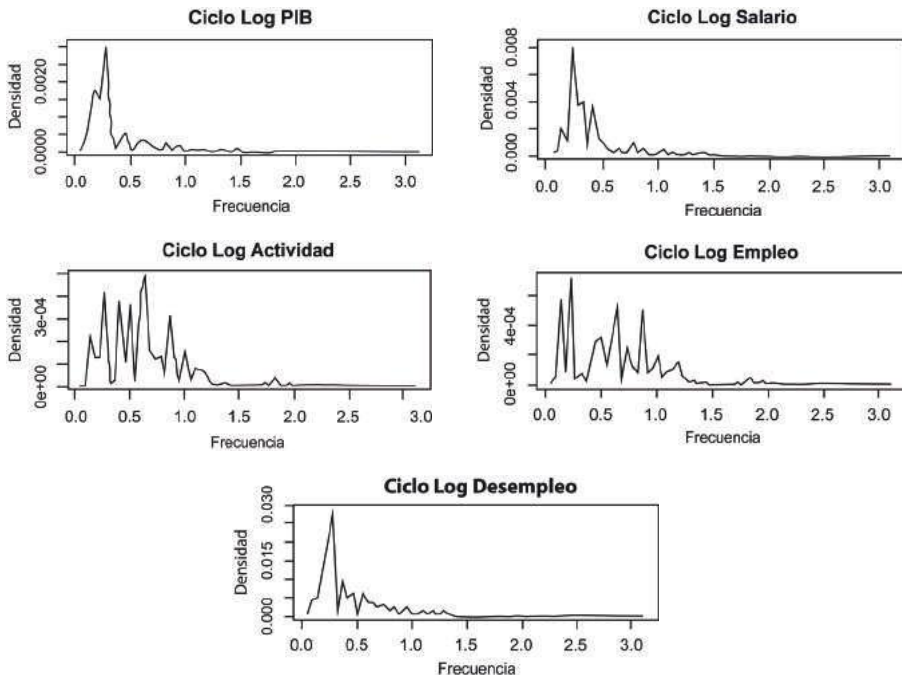 Ciclo Log PIB
Densidad
0.0020
0.0000
0.0 0.5 1.0 1.5 2.0 2.5 3.0
Frecuencia
Ciclo Log Salario
Densidad
0.008
0.004
0.000
0.0 0.5 1.0 1.5 2.0 2.5 3.0
Frecuencia
Ciclo Log Actividad
Densidad
3e-04
0e+00
0.0 0.5 1.0 1.5 2.0 2.5 3.0
Frecuencia
Ciclo Log Empleo
Densidad
4e-04
0e+00
0.0 0.5 1.0 1.5 2.0 2.5 3.0
Frecuencia
Ciclo Log Desempleo
Densidad
0.030
0.015
0.000
0.0 0.5 1.0 1.5 2.0 2.5 3.0
Frecuencia